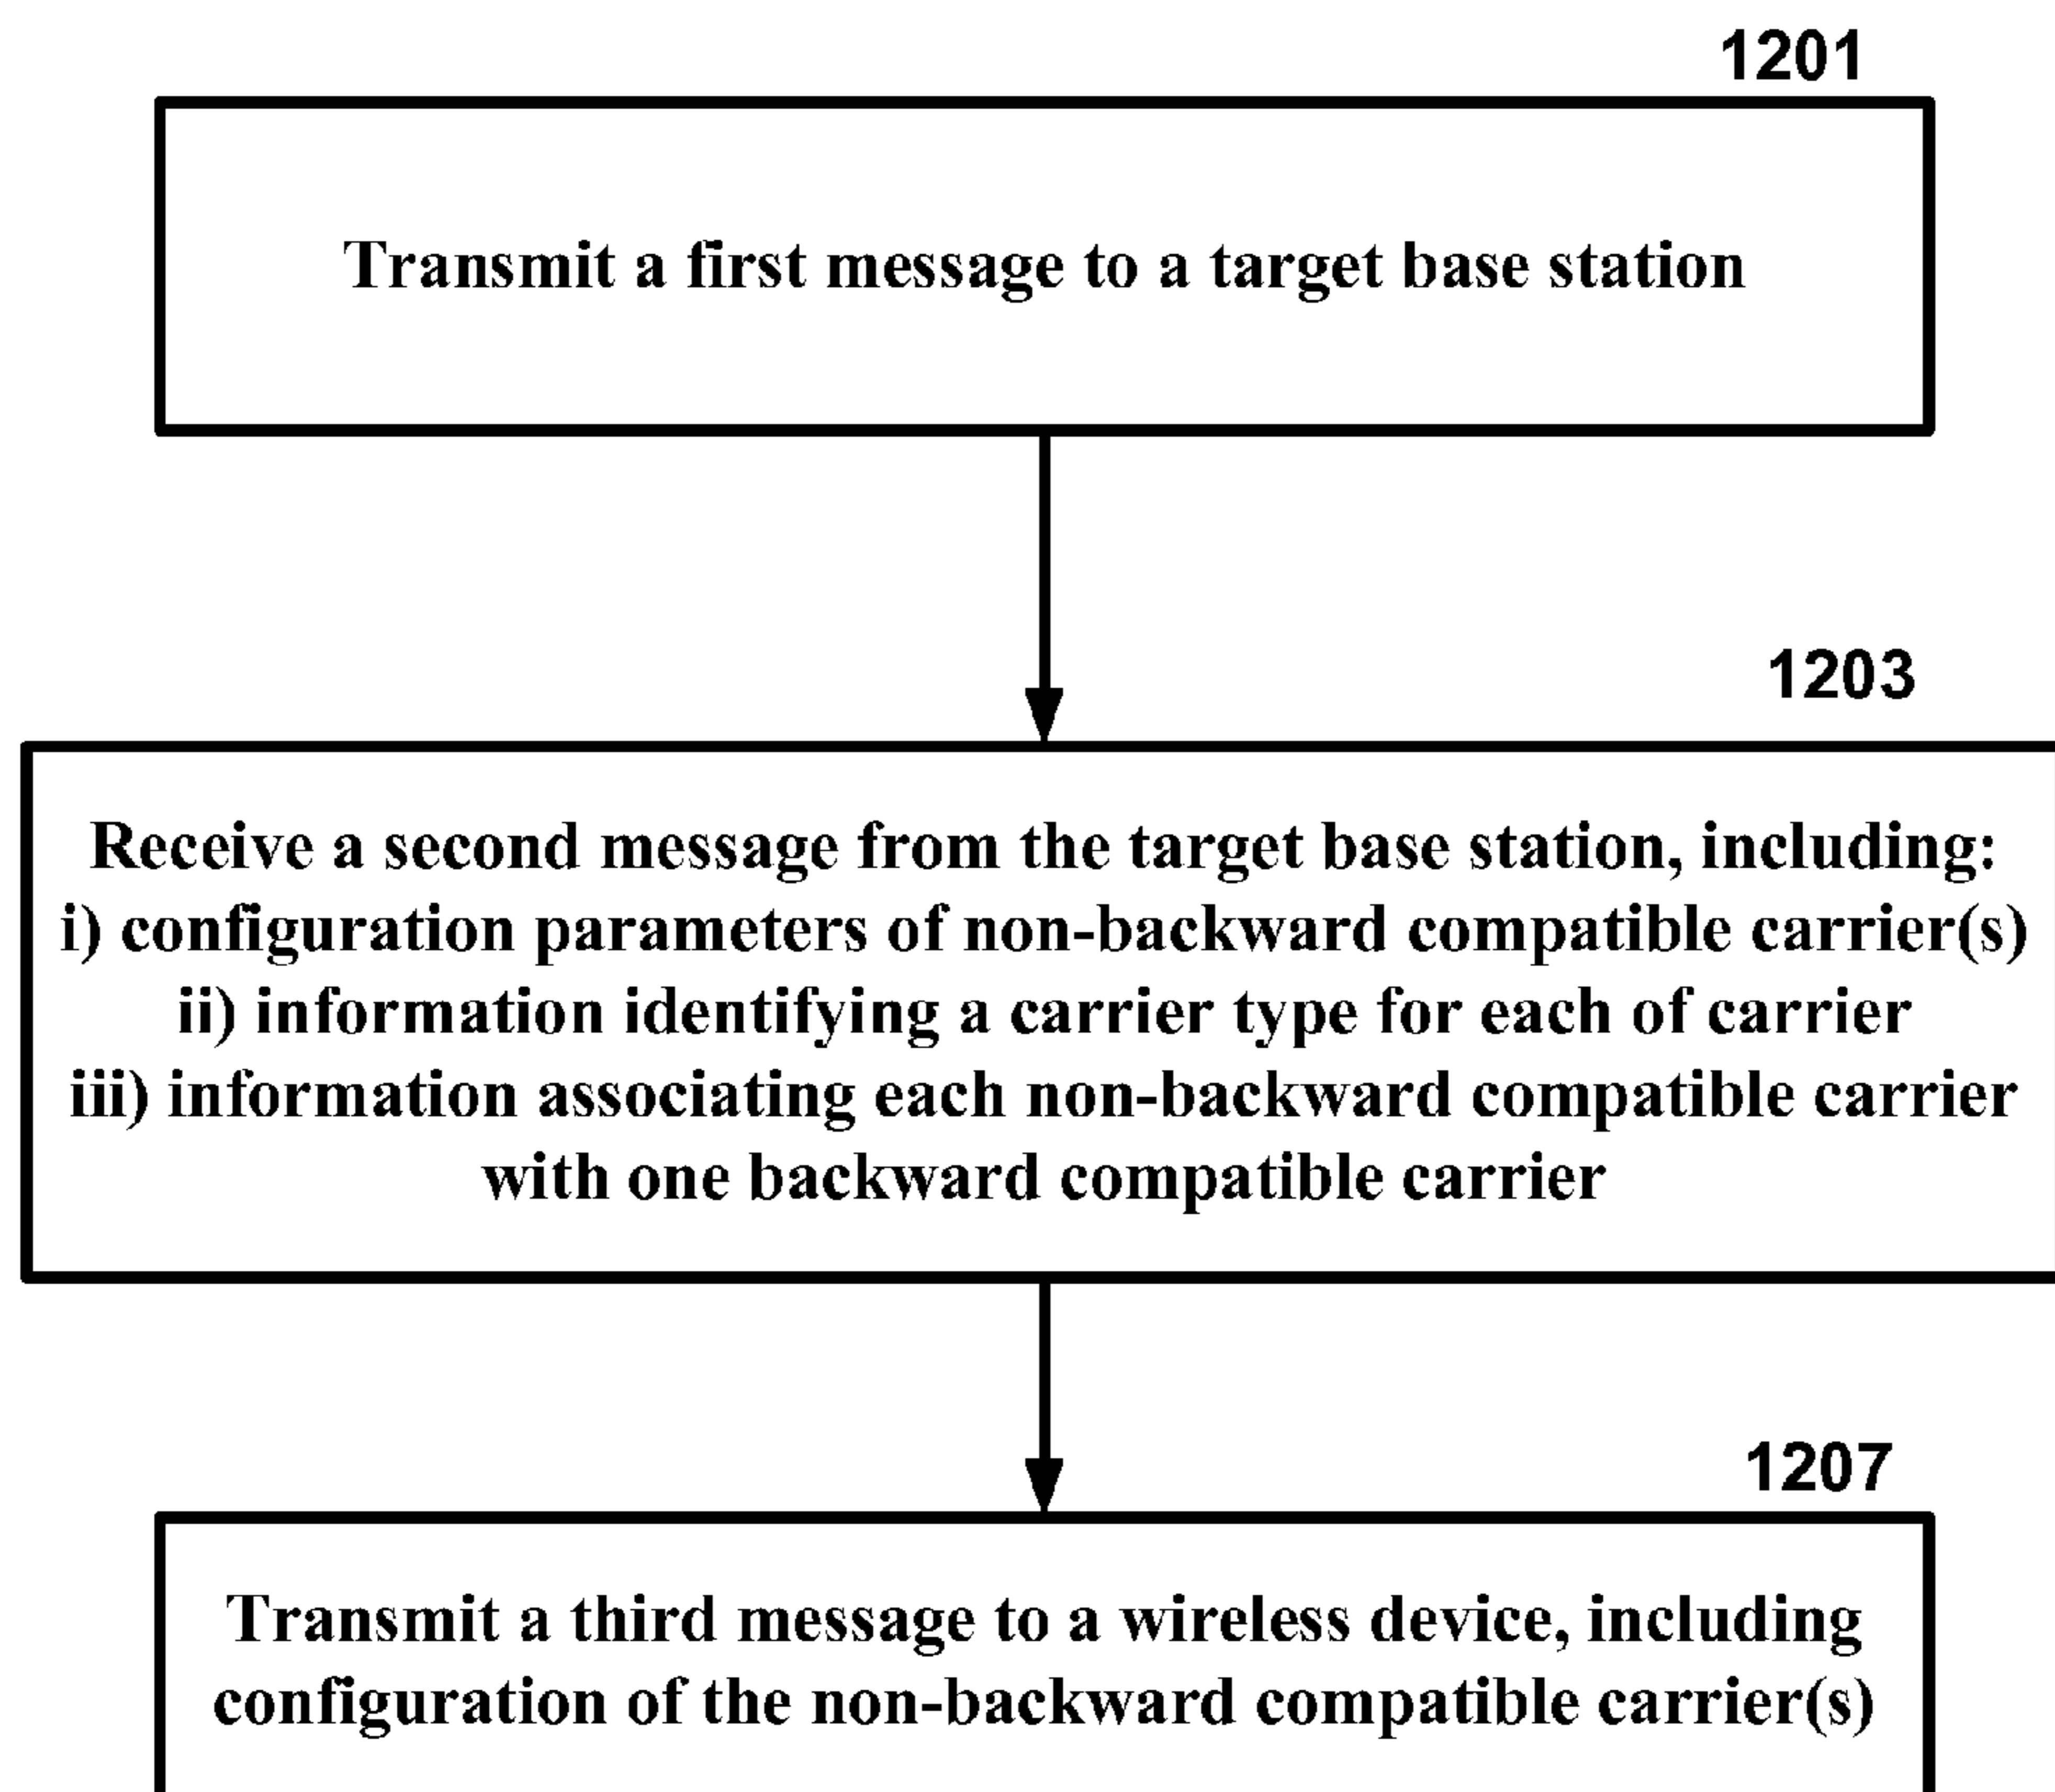 1201
Transmit a first message to a target base station
1203
Receive a second message from the target base station, including:
i) configuration parameters of non-backward compatible carrier(s)
ii) information identifying a carrier type for each of carrier
iii) information associating each non-backward compatible carrier
with one backward compatible carrier
1207
Transmit a third message to a wireless device, including
configuration of the non-backward compatible carrier(s)